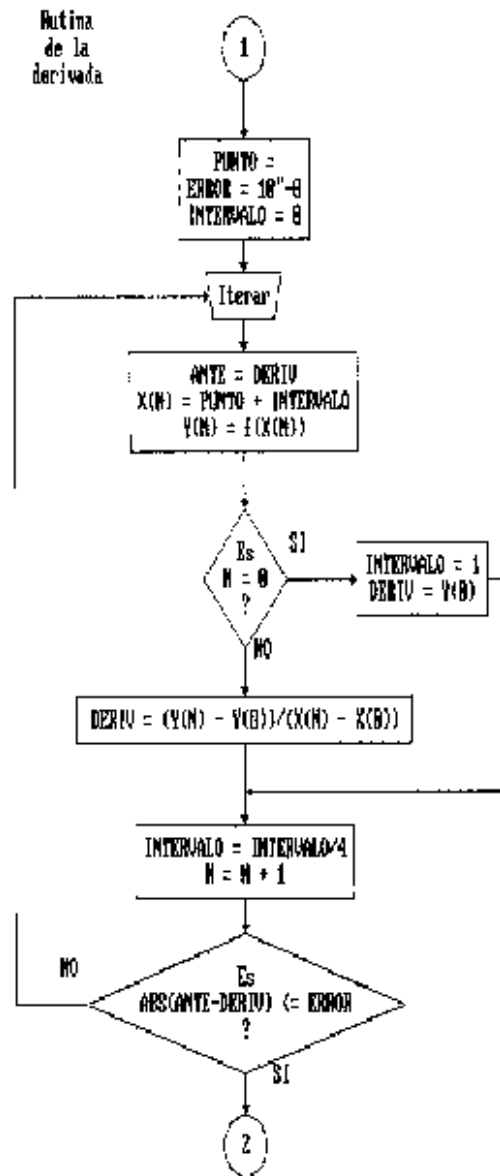 Rutina
de la
derivada
1
PUNTO =
ERROR = 10^-8
INTERVALO = 0
Iterar
ANTE = DERIV
X(N) = PUNTO + INTERVALO
Y(N) = f(X(N))
Es
N = 0
?
SI
INTERVALO = 1
DERIV = Y(0)
NO
DERIV = (Y(N) - Y(0))/(X(N) - X(0))
INTERVALO = INTERVALO/4
N = N + 1
NO
Es
ABS(ANTE-DERIV) <= ERROR
?
SI
2